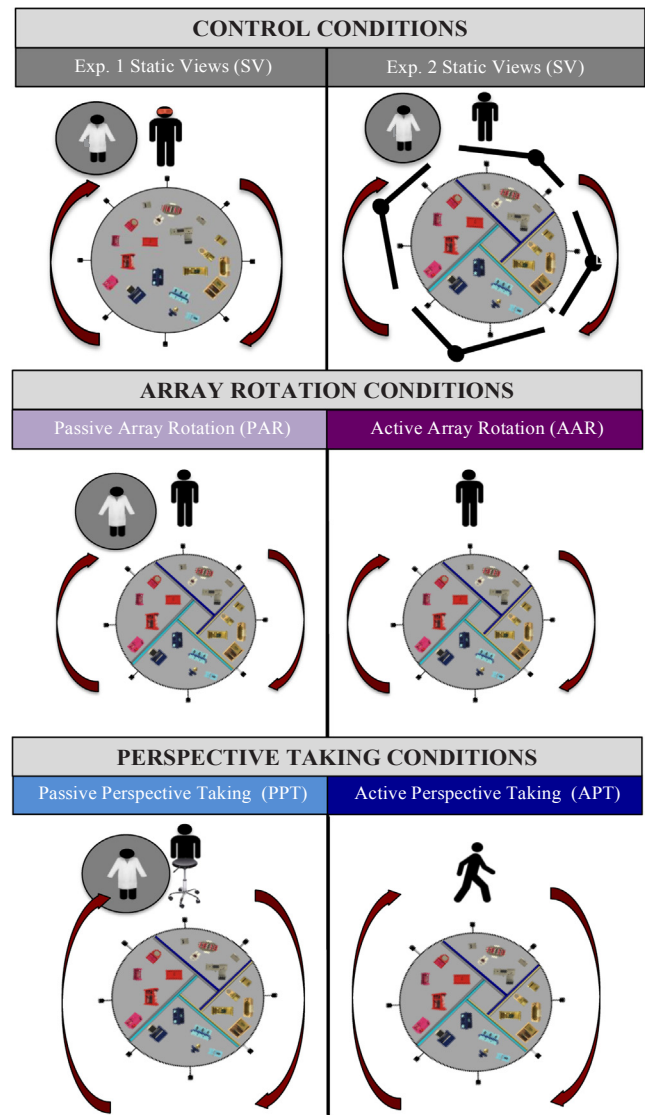 CONTROL CONDITIONS
Exp. 1 Static Views (SV)
Exp. 2 Static Views (SV)
ARRAY ROTATION CONDITIONS
Passive Array Rotation (PAR)
Active Array Rotation (AAR)
PERSPECTIVE TAKING CONDITIONS
Passive Perspective Taking (PPT)
Active Perspective Taking (APT)